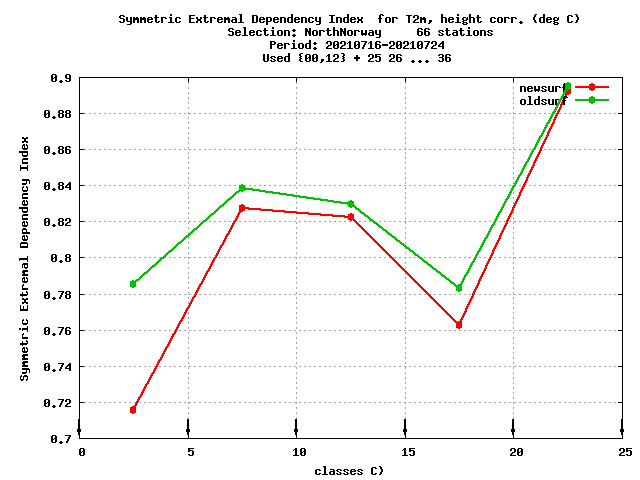 Symmetric Extremal Dependency Index  for T2m, height corr. (deg C)
Selection: NorthNorway     66 stations
Period: 20210716-20210724
Used {00,12} + 25 26 ... 36
newsurf
oldsurf
Symmetric Extremal Dependency Index
0.9
0.88
0.86
0.84
0.82
0.8
0.78
0.76
0.74
0.72
0.7
0 5 10 15 20 25
classes C)